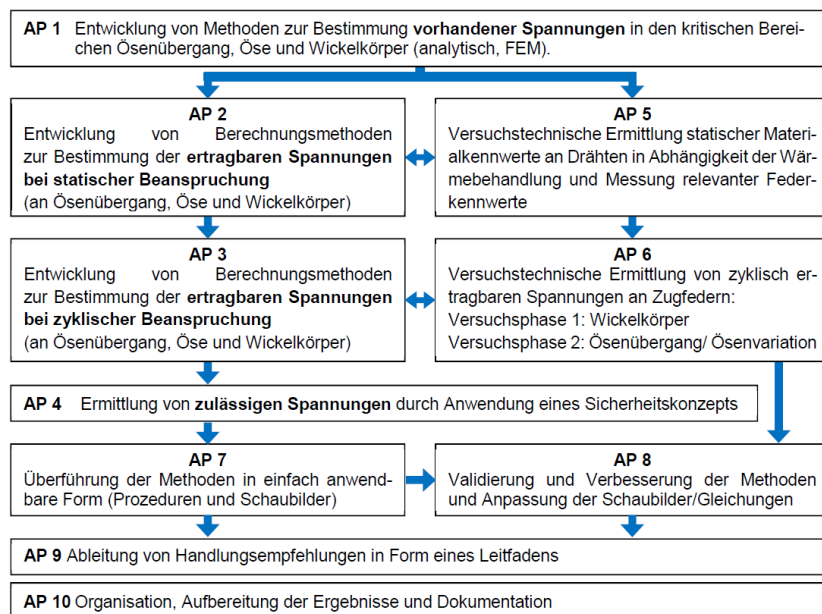 AP 1 Entwicklung von Methoden zur Bestimmung vorhandener Spannungen in den kritischen Berei-
chen Ösenübergang, Öse und Wickelkörper (analytisch, FEM).
AP 2
Entwicklung von Berechnungsmethoden
zur Bestimmung der ertragbaren Spannungen
bei statischer Beanspruchung
(an Ösenübergang, Öse und Wickelkörper)
AP 5
Versuchstechnische Ermittlung statischer Materi-
alkennwerte an Drähten in Abhängigkeit der Wär-
mebehandlung und Messung relevanter Feder-
kennwerte
AP 3
Entwicklung von Berechnungsmethoden
zur Bestimmung der ertragbaren Spannungen
bei zyklischer Beanspruchung
(an Ösenübergang, Öse und Wickelkörper)
AP 6
Versuchstechnische Ermittlung von zyklisch er-
tragbaren Spannungen an Zugfedern:
Versuchsphase 1: Wickelkörper
Versuchsphase 2: Ösenübergang/ Ösenvariation
AP 4 Ermittlung von zulässigen Spannungen durch Anwendung eines Sicherheitskonzepts
AP 7
Überführung der Methoden in einfach anwend-
bare Form (Prozeduren und Schaubilder)
AP 8
Validierung und Verbesserung der Methoden
und Anpassung der Schaubilder/Gleichungen
AP 9 Ableitung von Handlungsempfehlungen in Form eines Leitfadens
AP 10 Organisation, Aufbereitung der Ergebnisse und Dokumentation